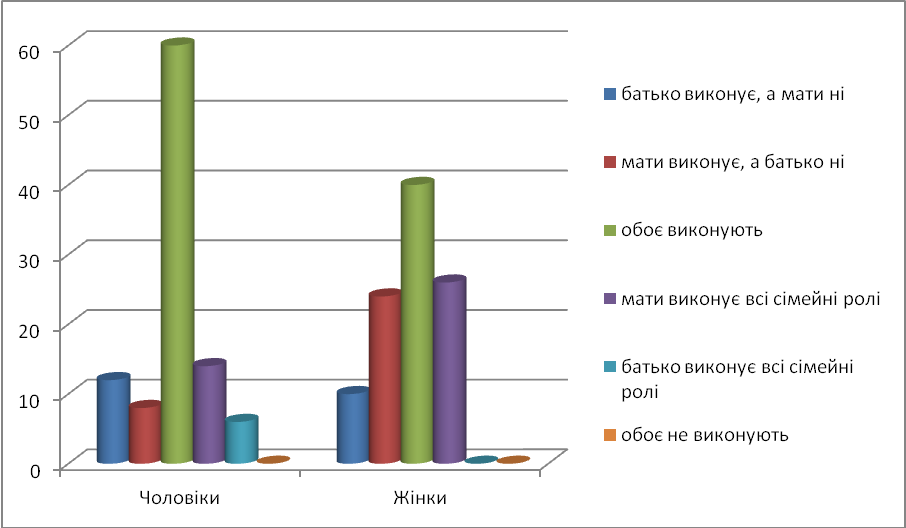 60
50
40
30
20
10
0
Чоловіки
Жінки
батько виконує, а мати ні
мати виконує, а батько ні
обоє виконують
мати виконує всі сімейні ролі
батько виконує всі сімейні
ролі
обоє не виконують